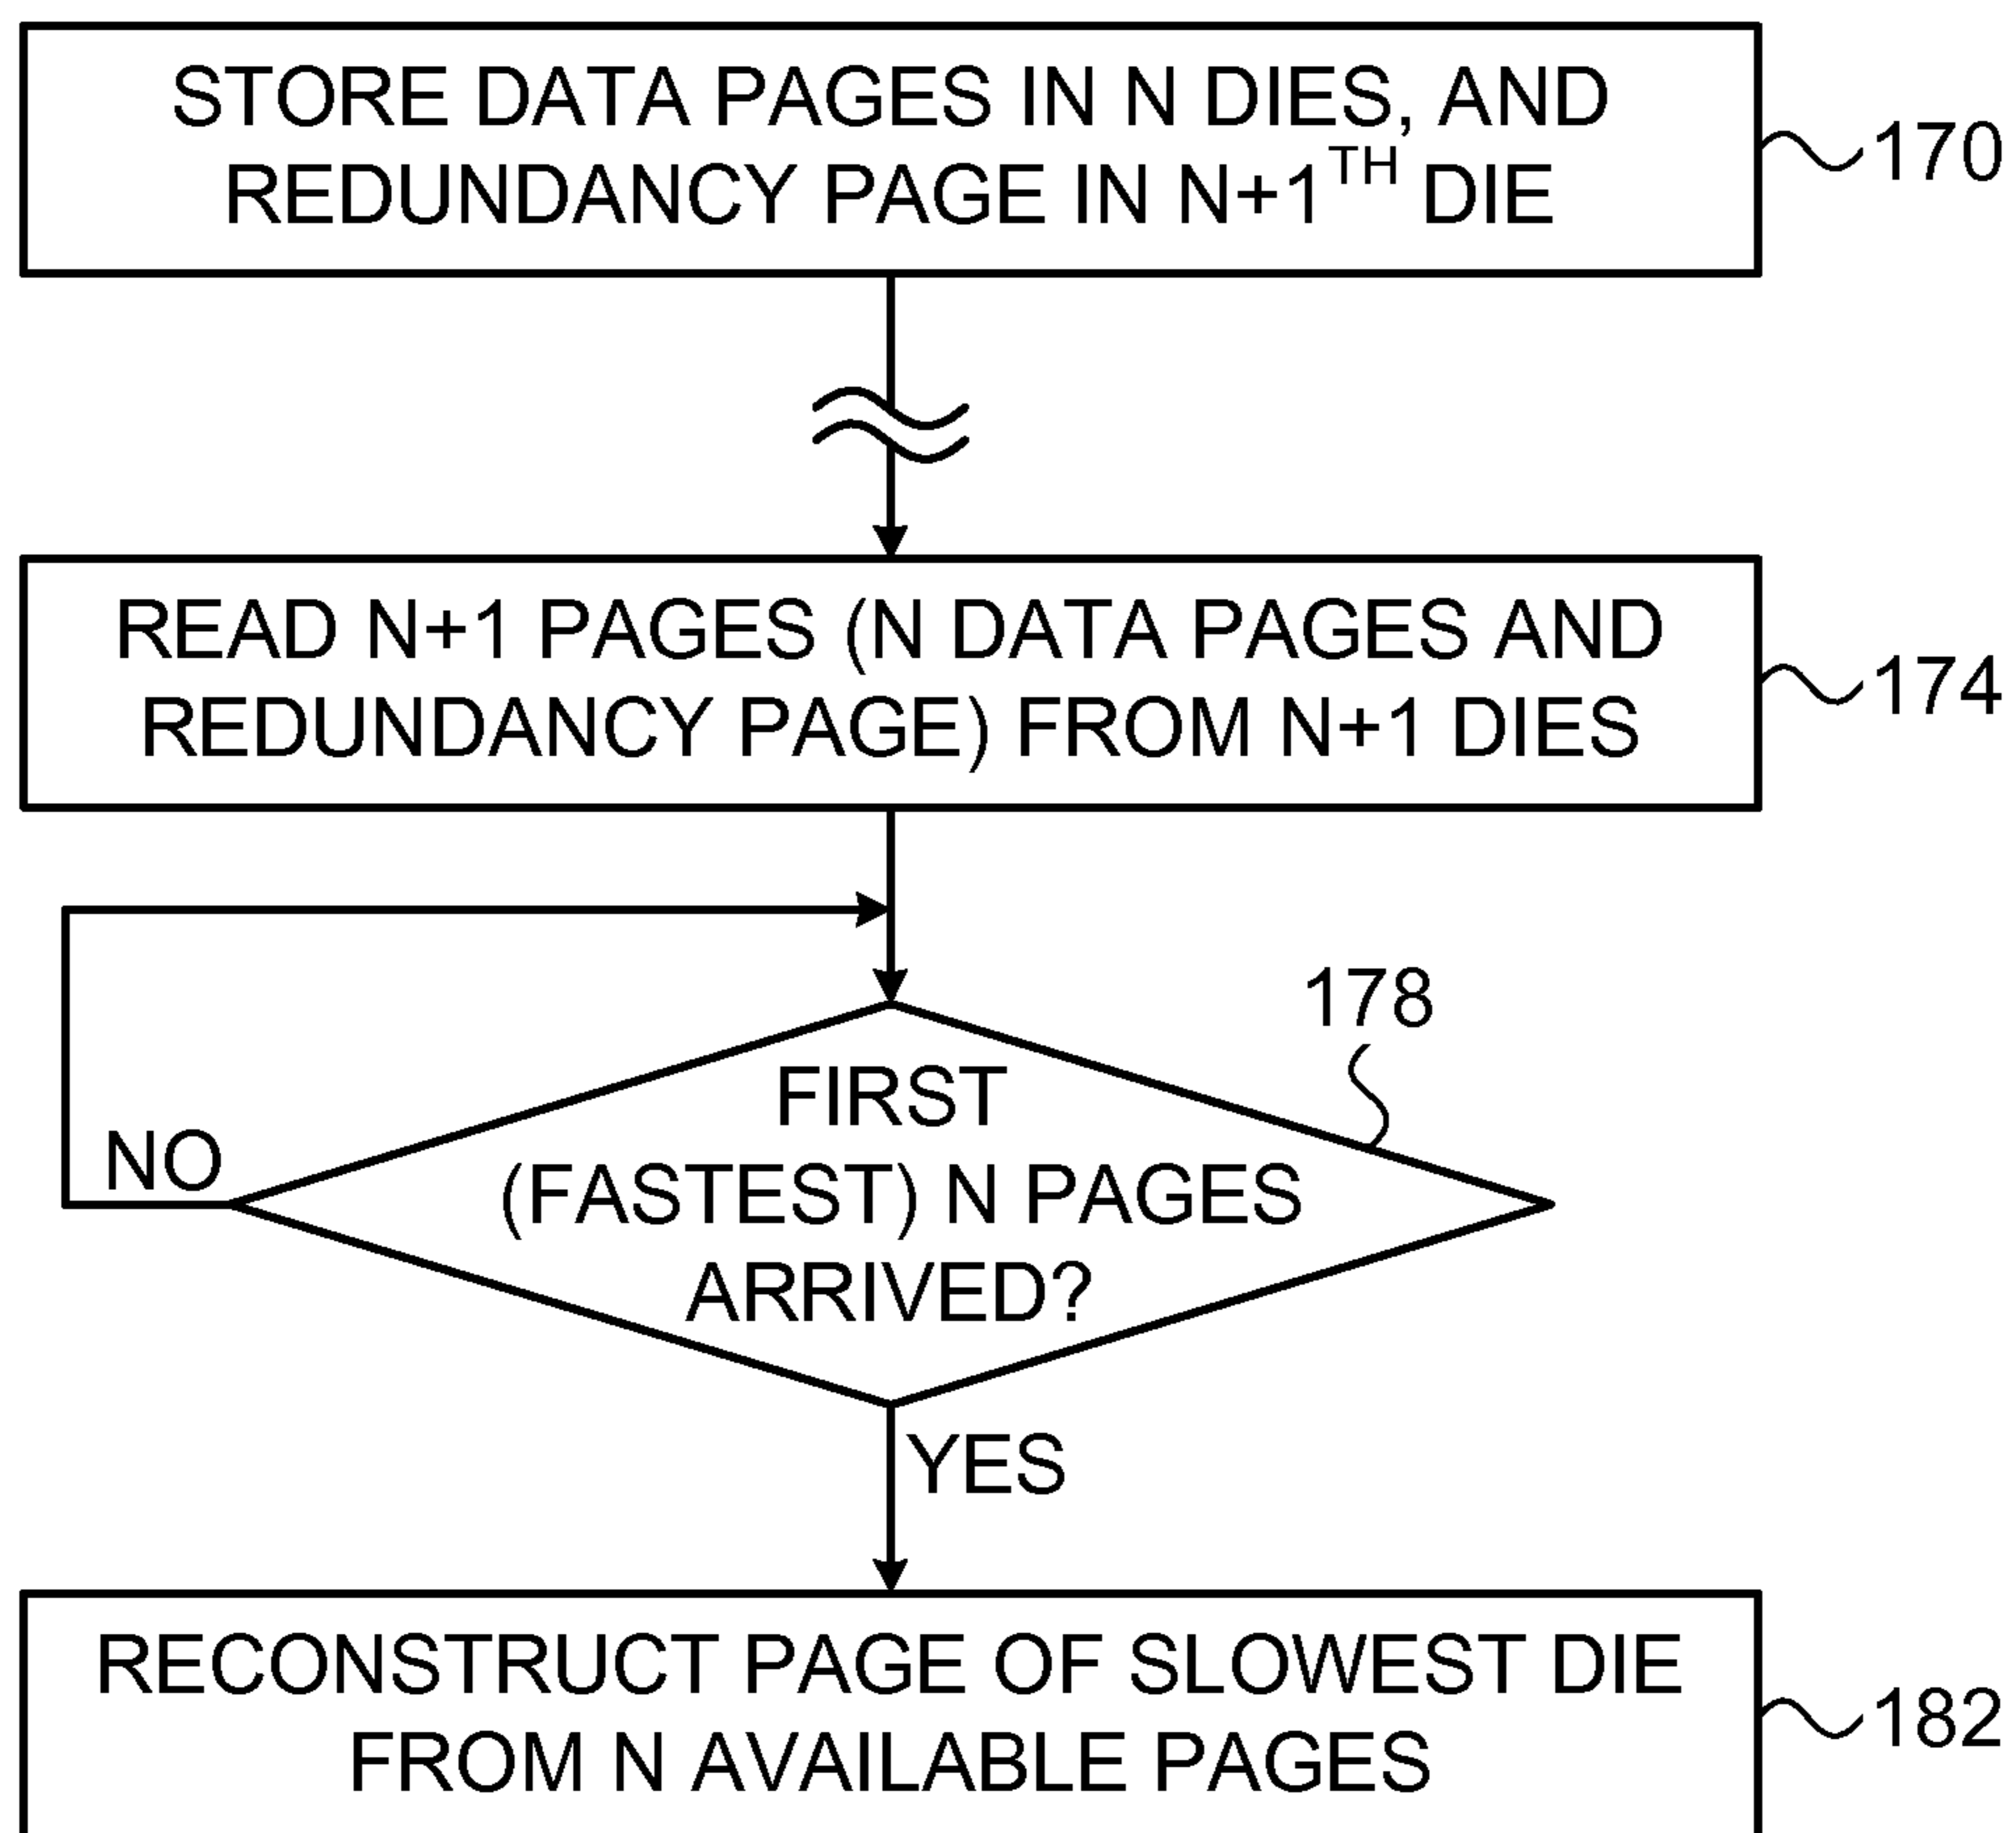 STORE DATA PAGES IN N DIES, AND
REDUNDANCY PAGE IN N+1TH DIE
170
READ N+1 PAGES (N DATA PAGES AND
REDUNDANCY PAGE) FROM N+1 DIES
174
178
FIRST
(FASTEST) N PAGES
ARRIVED?
NO
YES
RECONSTRUCT PAGE OF SLOWEST DIE
FROM N AVAILABLE PAGES
182